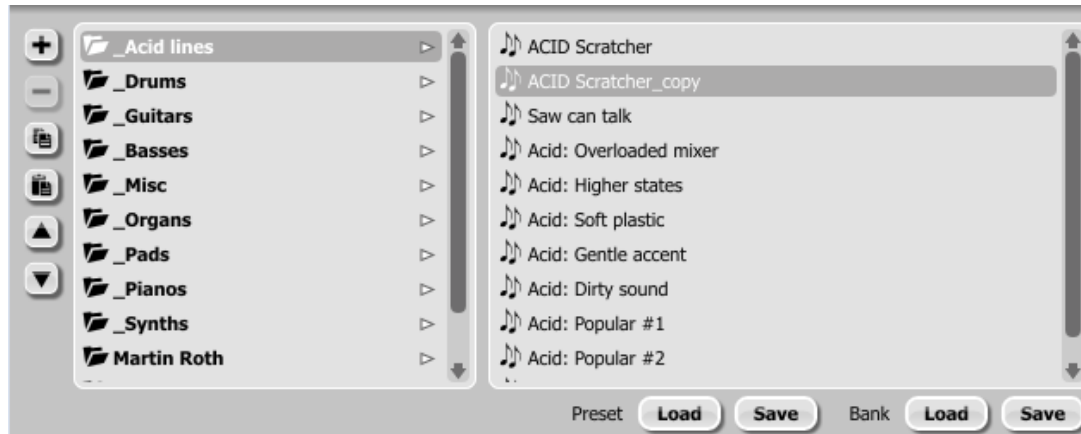 _Acid lines
_Drums
_Guitars
_Basses
_Misc
_Organs
_Pads
_Pianos
_Synths
Martin Roth
ACID Scratcher
ACID Scratcher_copy
Saw can talk
Acid: Overloaded mixer
Acid: Higher states
Acid: Soft plastic
Acid: Gentle accent
Acid: Dirty sound
Acid: Popular #1
Acid: Popular #2
Preset Load Save Bank Load Save